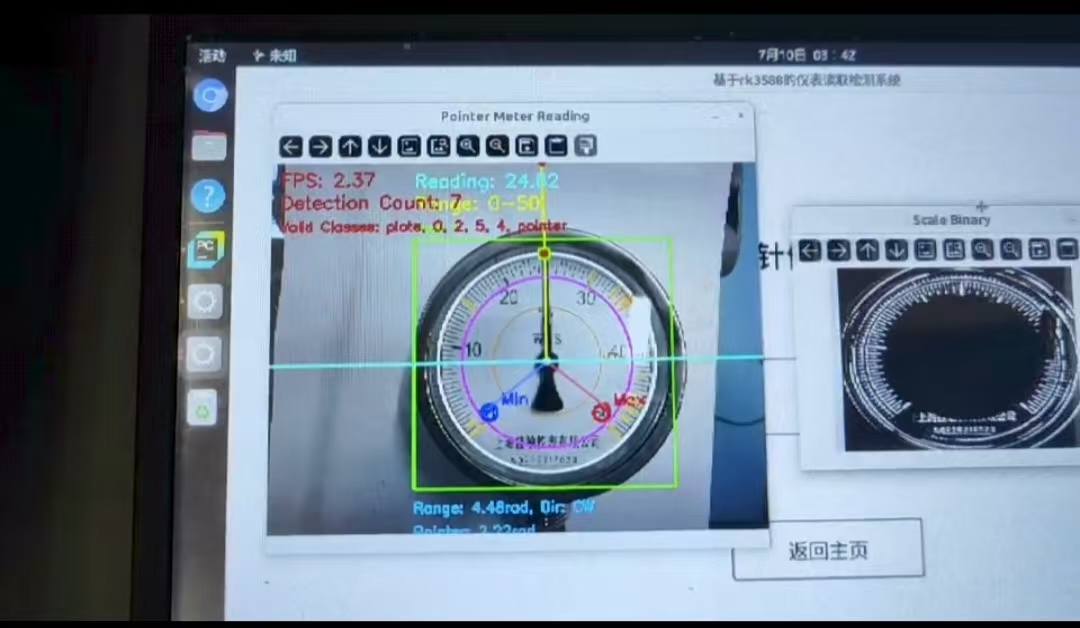 活动
未知
7月10日 03:42
基于rk3588的仪表读取检测系统
Pointer Meter Reading
FPS: 2.37
Reading: 24.
Detection Count: 7
Range: 0-50
Valid Classes: plate, 0, 2, 5, 4, pointer
20
30
10
40
Min
Max
Range: 4.48rad, Dir: CW
Pointer: 2.22rad
Scale Binary
针
PC
返回主页